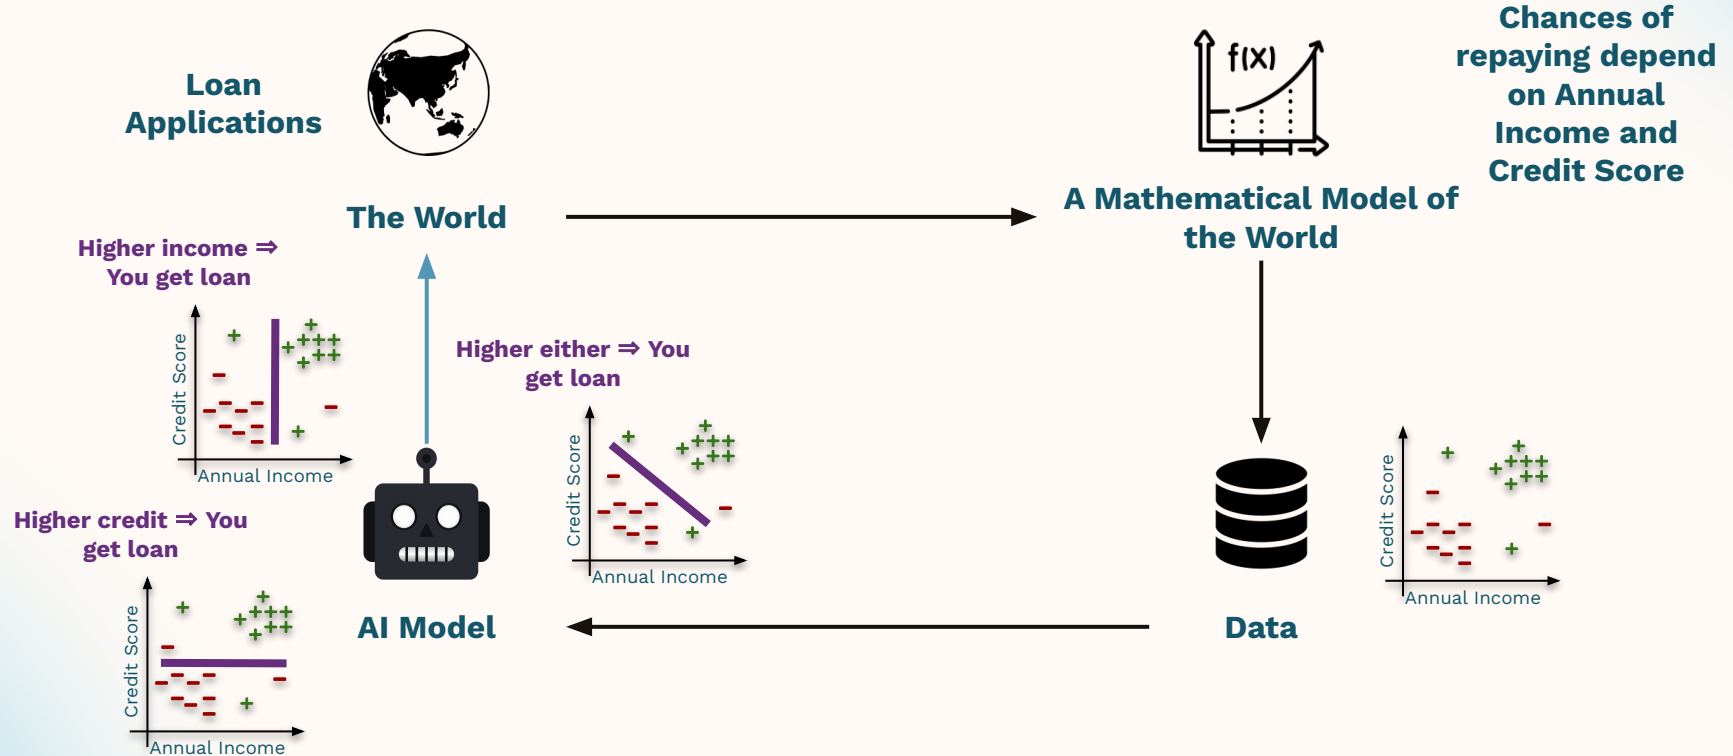 Loan
Applications
f(x)
Chances of
repaying depend
on Annual
Income and
Credit Score
The World
A Mathematical Model of
the World
Higher income ⇒
You get loan
Credit Score
Annual Income
Higher either ⇒ You
get loan
Credit Score
Annual Income
Credit Score
Annual Income
Higher credit ⇒ You
get loan
Credit Score
Annual Income
AI Model
Data